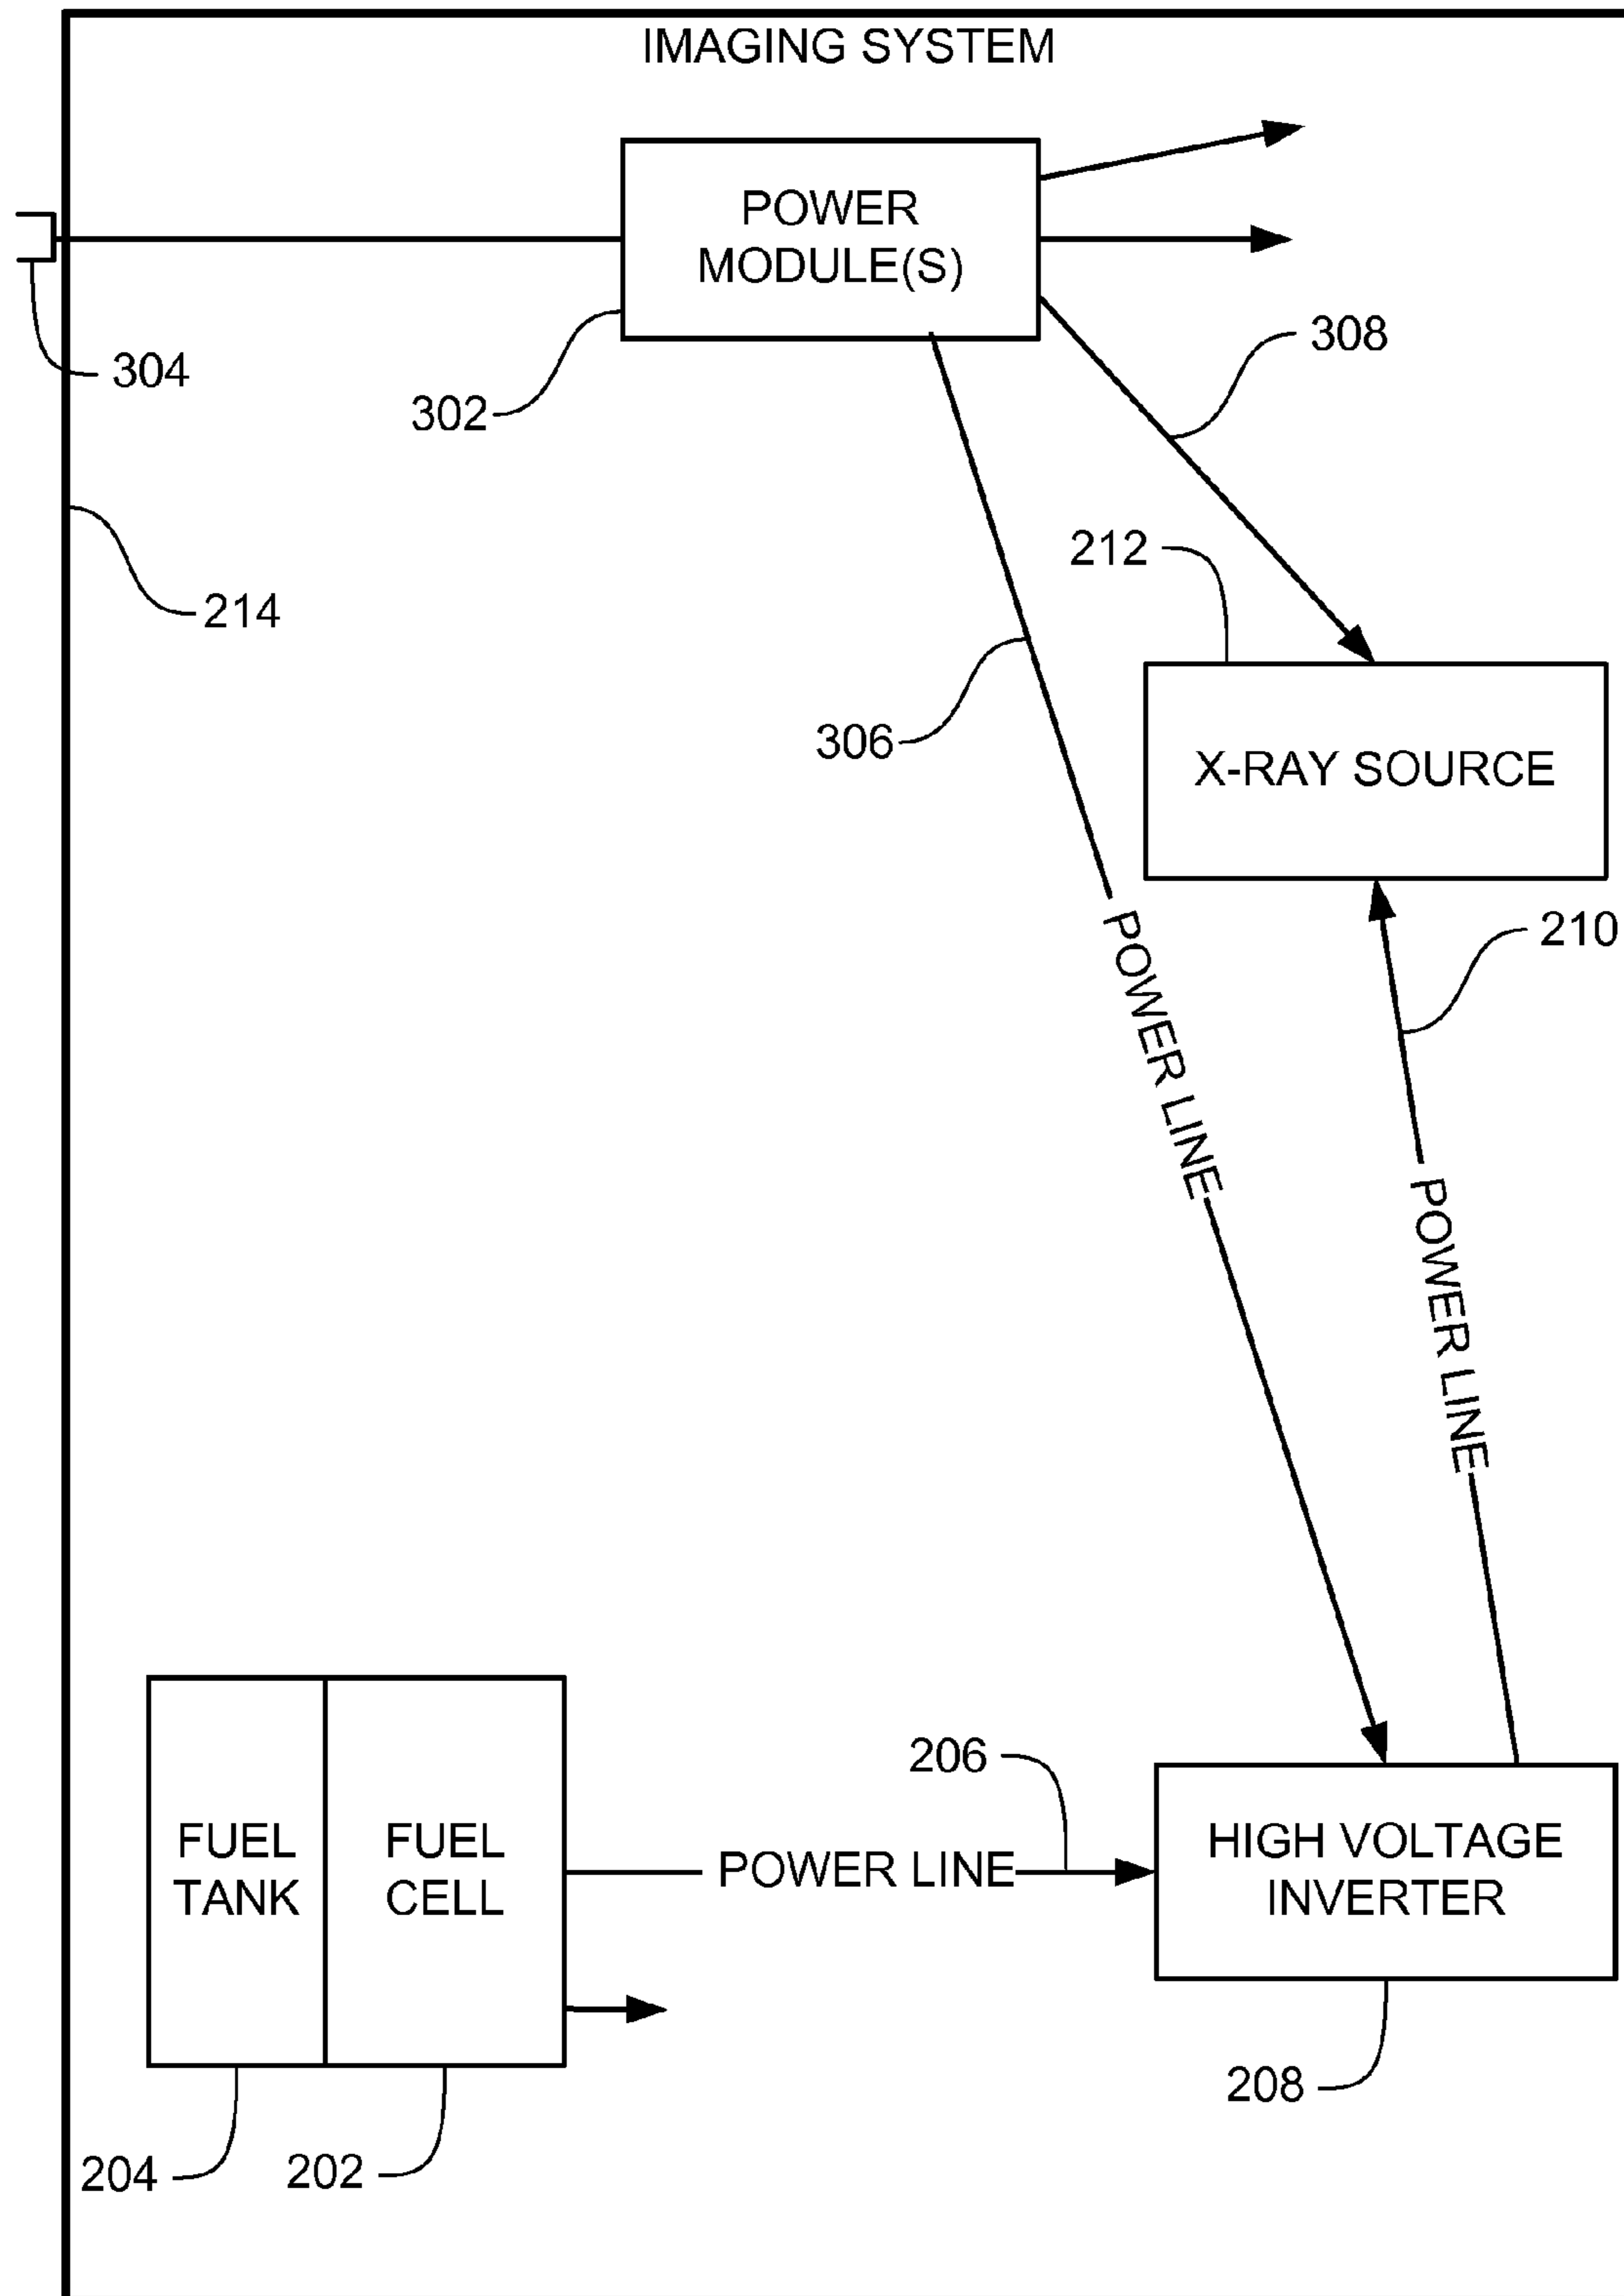 IMAGING SYSTEM
POWER
MODULE(S)
304
302
308
212
214
306
X-RAY SOURCE
210
POWER LINE
POWER LINE
206
FUEL
TANK
FUEL
CELL
POWER LINE
HIGH VOLTAGE
INVERTER
208
204
202